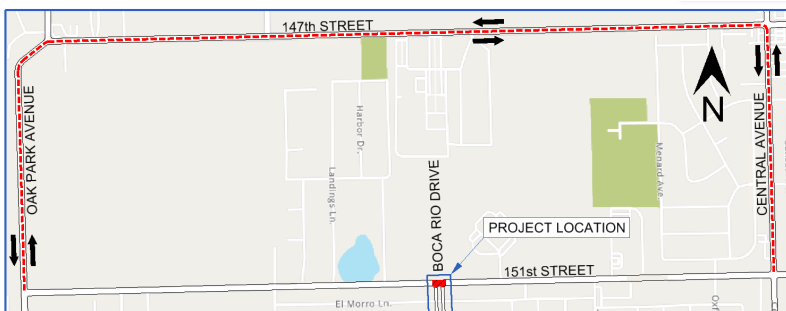 147th STREET
OAK PARK AVENUE
Harbor Dr.
Landings Ln.
BOCA RIO DRIVE
N
Menard Ave.
CENTRAL AVENUE
PROJECT LOCATION
151st STREET
El Morro Ln.